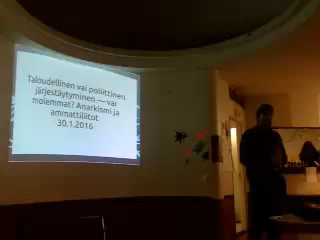 Taloudellinen vai poliittinen
järjestäytyminen — vai
molemmat? Anarkismi ja
ammattiliitot
30.1.2016